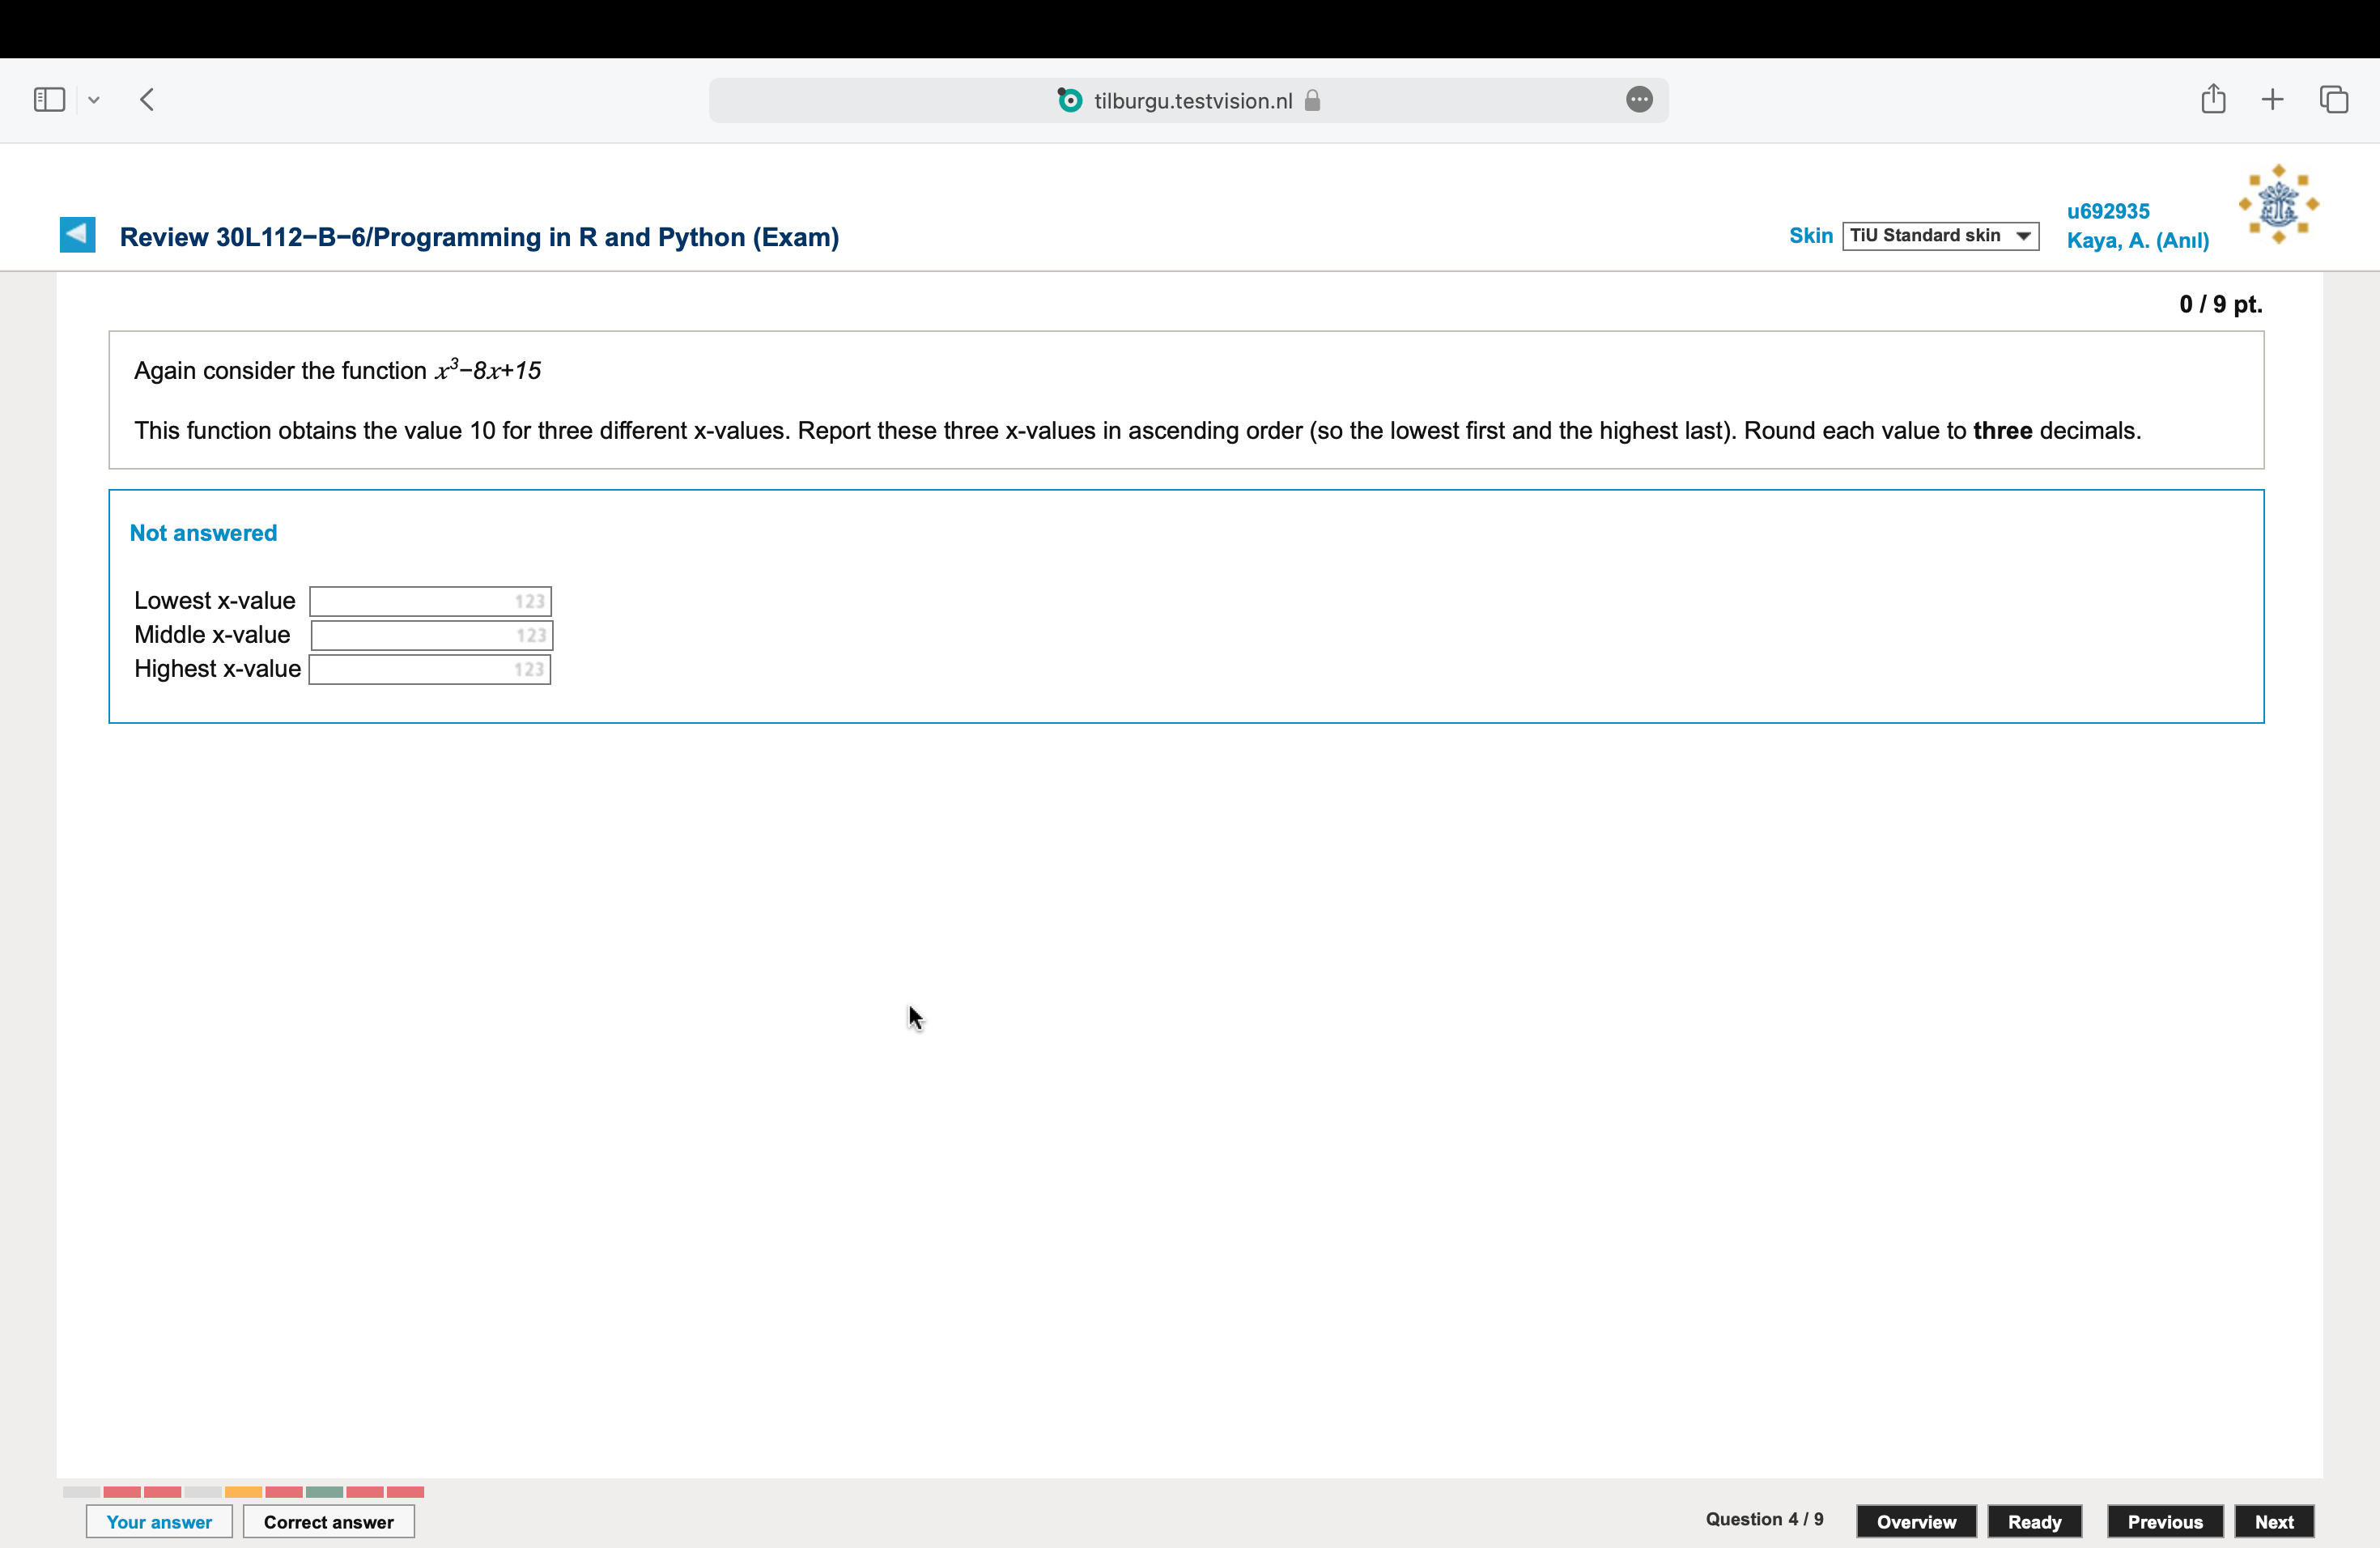 tilburgu.testvision.nl
Review 30L112-B-6/Programming in R and Python (Exam)
Skin TiU Standard skin
u692935
Kaya, A. (Anıl)
0 / 9 pt.
Again consider the function x³−8x+15
This function obtains the value 10 for three different x-values. Report these three x-values in ascending order (so the lowest first and the highest last). Round each value to three decimals.
Not answered
Lowest x-value 123
Middle x-value 123
Highest x-value 123
Your answer Correct answer Question 4 / 9 Overview Ready Previous Next